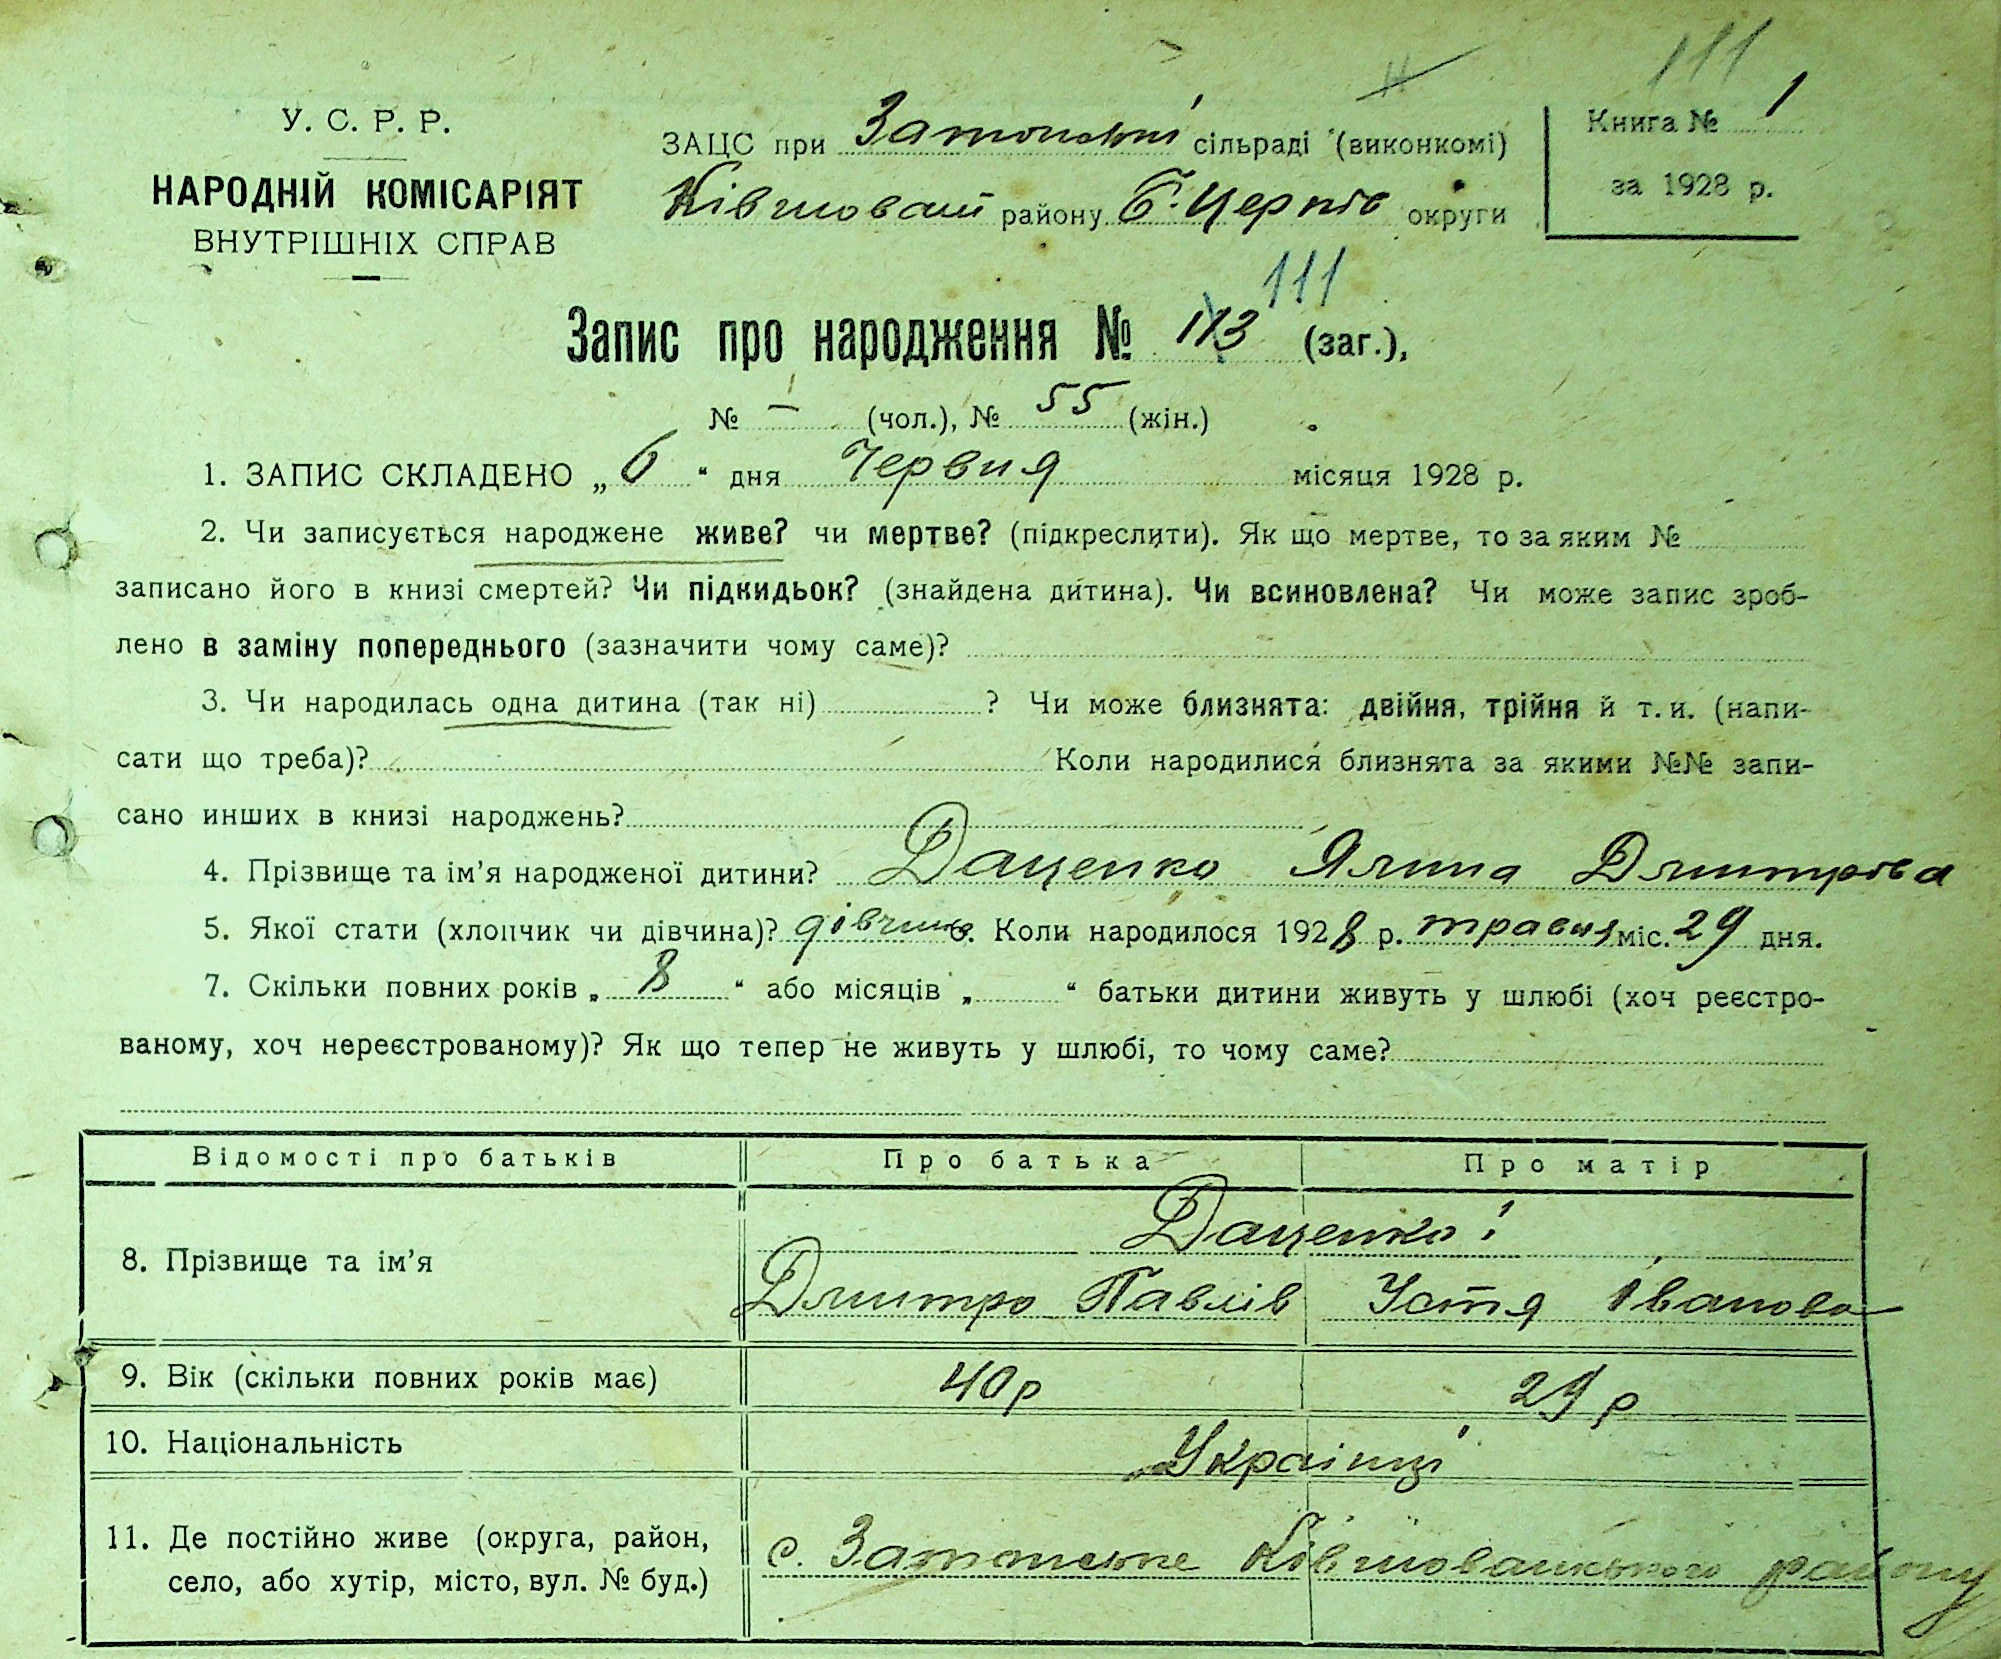 111
У. С. Р. Р.
НАРОДНІЙ КОМІСАРІЯТ
ВНУТРІШНІХ СПРАВ
ЗАЦС при Затонській сільраді (виконкомі)
Ківшоват району Б. Церків округи
Книга № 1
за 1928 р.
111
Запис про народження № 113 (заг.),
№ — (чол.), № 55 (жін.)
1. ЗАПИС СКЛАДЕНО „ 6 “ дня Червня місяця 1928 р.
2. Чи записується народжене живе? чи мертве? (підкреслити). Як що мертве, то за яким №
записано його в книзі смертей? Чи підкидьок? (знайдена дитина). Чи всиновлена? Чи може запис зроб-
лено в заміну попереднього (зазначити чому саме)?
3. Чи народилась одна дитина (так ні) ? Чи може близнята: двійня, трійня й т. и. (напи-
сати що треба)? Коли народилися близнята за якими №№ запи-
сано инших в книзі народжень?
4. Прізвище та ім’я народженої дитини? Даценко Ялина Дмитрова
5. Якої стати (хлопчик чи дівчина)? дівчина. Коли народилося 1928 р. травня міс. 29 дня.
7. Скільки повних років „ 8 “ або місяців „ “ батьки дитини живуть у шлюбі (хоч реєстро-
ваному, хоч нереєстрованому)? Як що тепер не живуть у шлюбі, то чому саме?
Відомості про батьків Про батька Про матір
8. Прізвище та ім’я Даценко
Дмитро Павлів Устя Іванова
9. Вік (скільки повних років має) 40 р 29 р
10. Національність Українці
11. Де постійно живе (округа, район,
село, або хутір, місто, вул. № буд.) с. Затонське Ківшоватського району